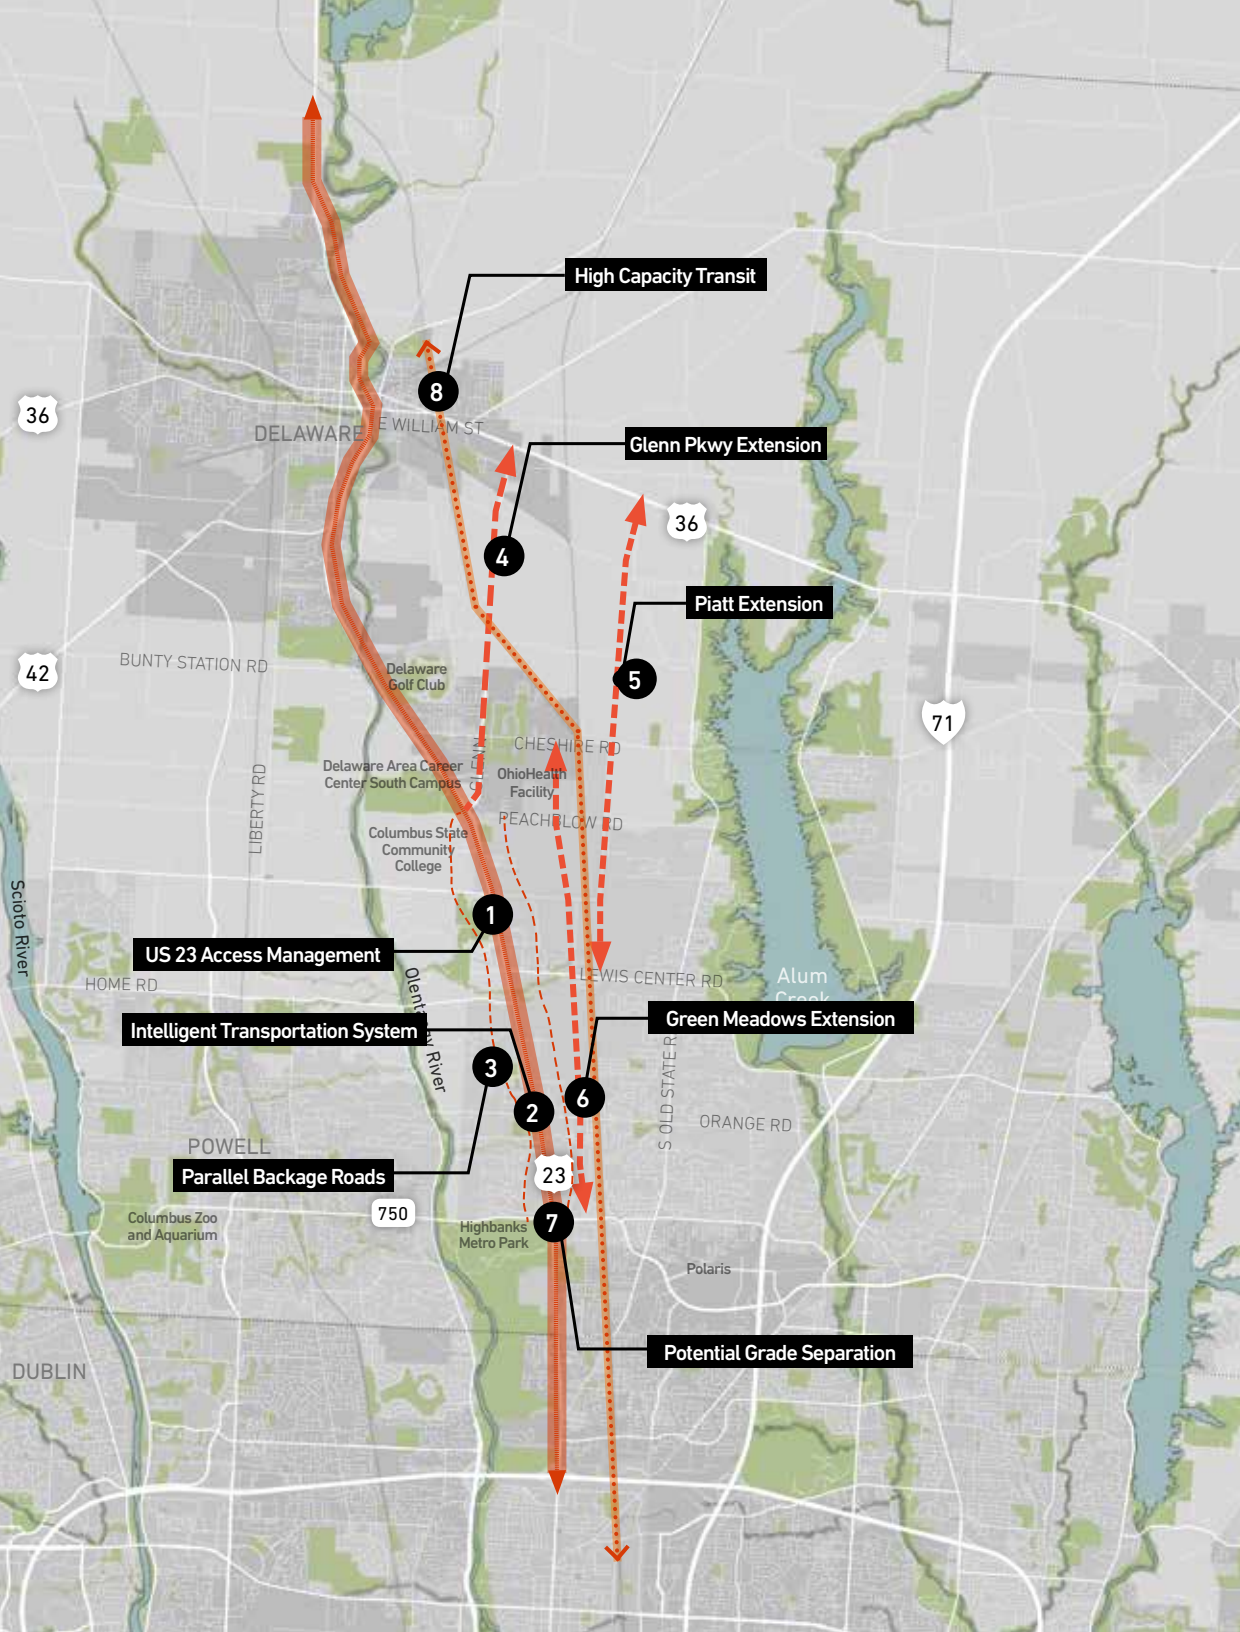 High Capacity Transit
8
36
DELAWARE
E WILLIAM ST
Glenn Pkwy Extension
36
4
Piatt Extension
BUNTY STATION RD
42
Delaware
Golf Club
5
71
CHESHIRE RD
GLENN
Delaware Area Career
Center South Campus
OhioHealth
Facility
LIBERTY RD
PEACHBLOW RD
Columbus State
Community
College
Scioto River
1
US 23 Access Management
HOME RD
LEWIS CENTER RD
Alum
Creek
Olentangy River
Intelligent Transportation System
Green Meadows Extension
3
2
6
S OLD STATE R
ORANGE RD
POWELL
Parallel Backage Roads
23
750
Columbus Zoo
and Aquarium
7
Highbanks
Metro Park
Polaris
Potential Grade Separation
DUBLIN